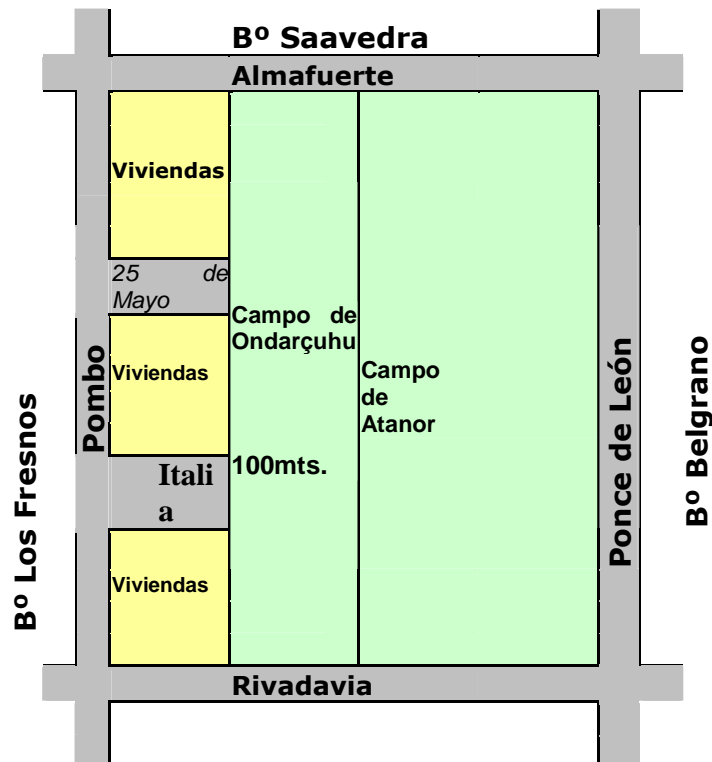 Bº Saavedra
Almafuerte
Viviendas
25 de
Mayo
Campo de
Ondarçuhu
Viviendas
Campo
de
Atanor
Pombo
Ponce de León
Bº Los Fresnos
Bº Belgrano
Itali
a
100mts.
Viviendas
Rivadavia